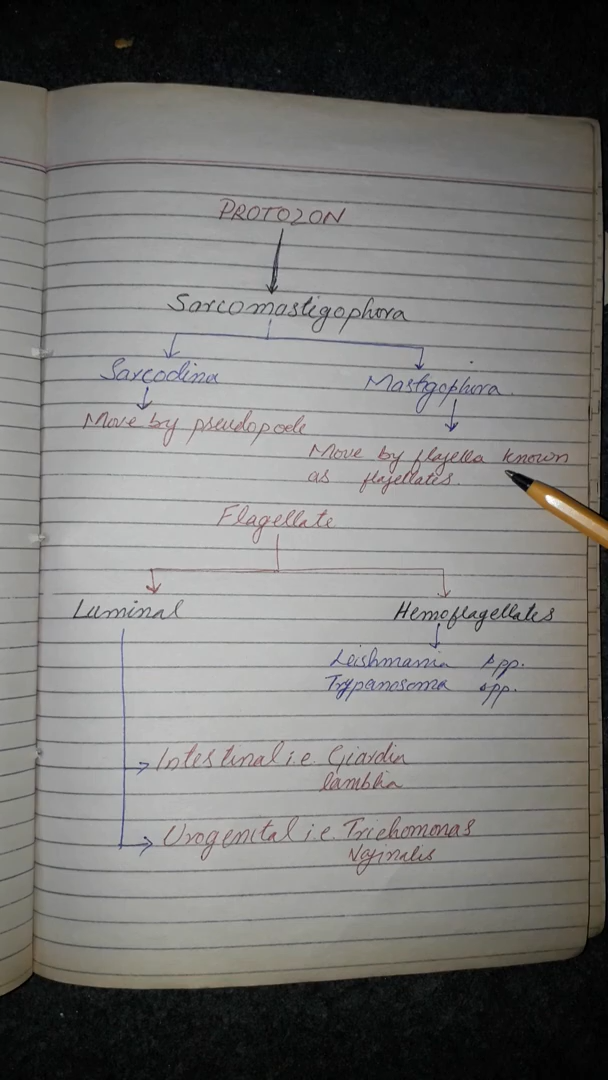 PROTOZON
Sarcomastigophora
Sarcodina
Mastigophora
Move by pseudopode
Move by flagella known
as flagellates.
Flagellate
Luminal
Hemoflagellates
Leishmania spp.
Trypanosoma spp.
Intestinal i.e. Giardia
lamblia
Urogenital i.e. Trichomonas
Vaginalis